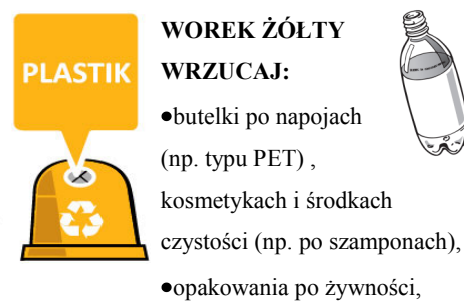 WOREK ŻÓŁTY
PLASTIK
WRZUCAJ:
•butelki po napojach
(np. typu PET) ,
kosmetykach i środkach
czystości (np. po szamponach),
•opakowania po żywności,